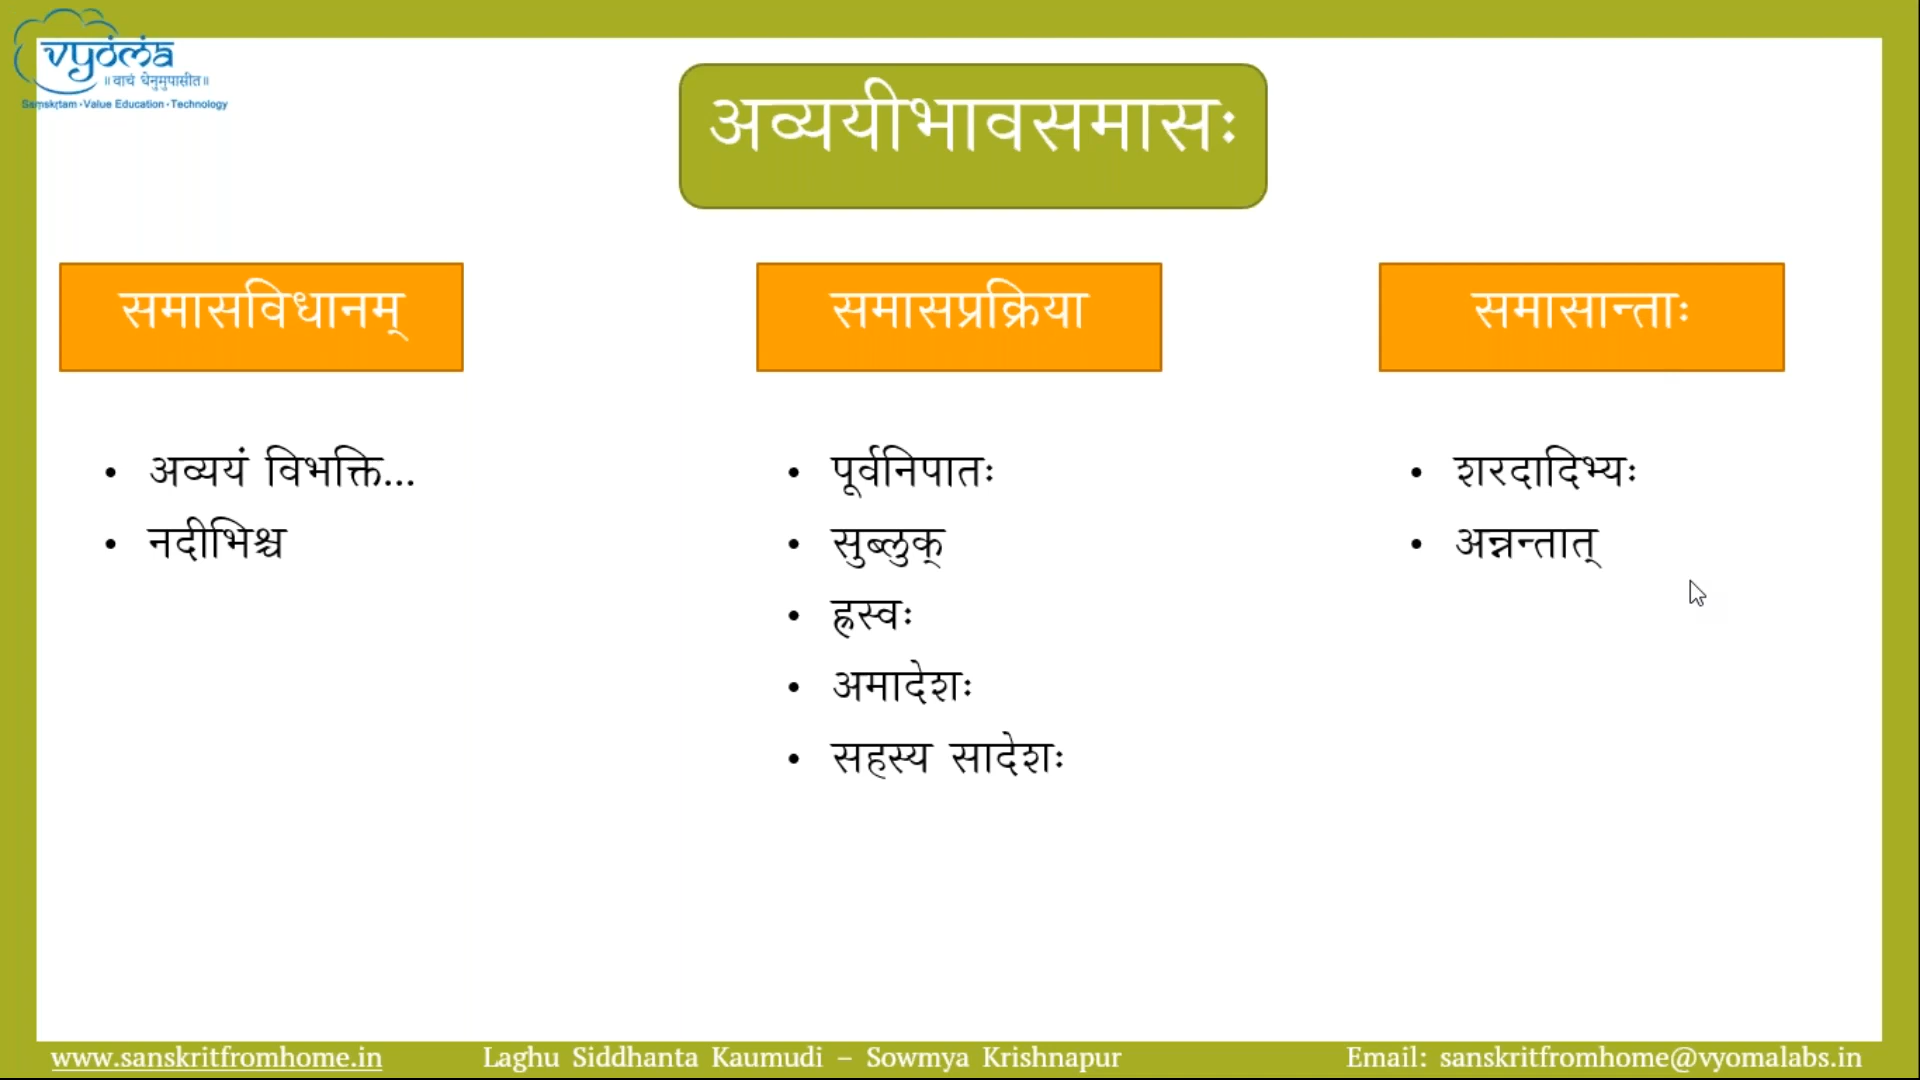 vyoma
॥वाचं धेनुमुपासीत॥
Saṃskṛtam•Value Education•Technology
अव्ययीभावसमासः
समासविधानम्
• अव्ययं विभक्ति...
• नदीभिश्च
समासप्रक्रिया
• पूर्वनिपातः
• सुब्लुक्
• ह्रस्वः
• अमादेशः
• सहस्य सादेशः
समासान्ताः
• शरदादिभ्यः
• अन्नन्तात्
www.sanskritfromhome.in
Laghu Siddhanta Kaumudi – Sowmya Krishnapur
Email: sanskritfromhome@vyomalabs.in